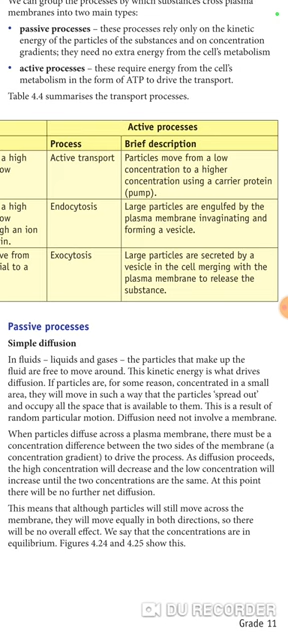 We can group the processes by which substances cross plasma
membranes into two main types:
• passive processes – these processes rely only on the kinetic
energy of the particles of the substances and on concentration
gradients; they need no extra energy from the cell's metabolism
• active processes – these require energy from the cell's
metabolism in the form of ATP to drive the transport.
Table 4.4 summarises the transport processes.
Active processes
Process Brief description
a high
ow
Active transport Particles move from a low
concentration to a higher
concentration using a carrier protein
(pump).
a high
ow
gh an ion
in.
Endocytosis Large particles are engulfed by the
plasma membrane invaginating and
forming a vesicle.
ve from
ial to a
Exocytosis Large particles are secreted by a
vesicle in the cell merging with the
plasma membrane to release the
substance.
Passive processes
Simple diffusion
In fluids – liquids and gases – the particles that make up the
fluid are free to move around. This kinetic energy is what drives
diffusion. If particles are, for some reason, concentrated in a small
area, they will move in such a way that the particles 'spread out'
and occupy all the space that is available to them. This is a result of
random particular motion. Diffusion need not involve a membrane.
When particles diffuse across a plasma membrane, there must be a
concentration difference between the two sides of the membrane (a
concentration gradient) to drive the process. As diffusion proceeds,
the high concentration will decrease and the low concentration will
increase until the two concentrations are the same. At this point
there will be no further net diffusion.
This means that although particles will still move across the
membrane, they will move equally in both directions, so there
will be no overall effect. We say that the concentrations are in
equilibrium. Figures 4.24 and 4.25 show this.
DU RECORDER
Grade 11